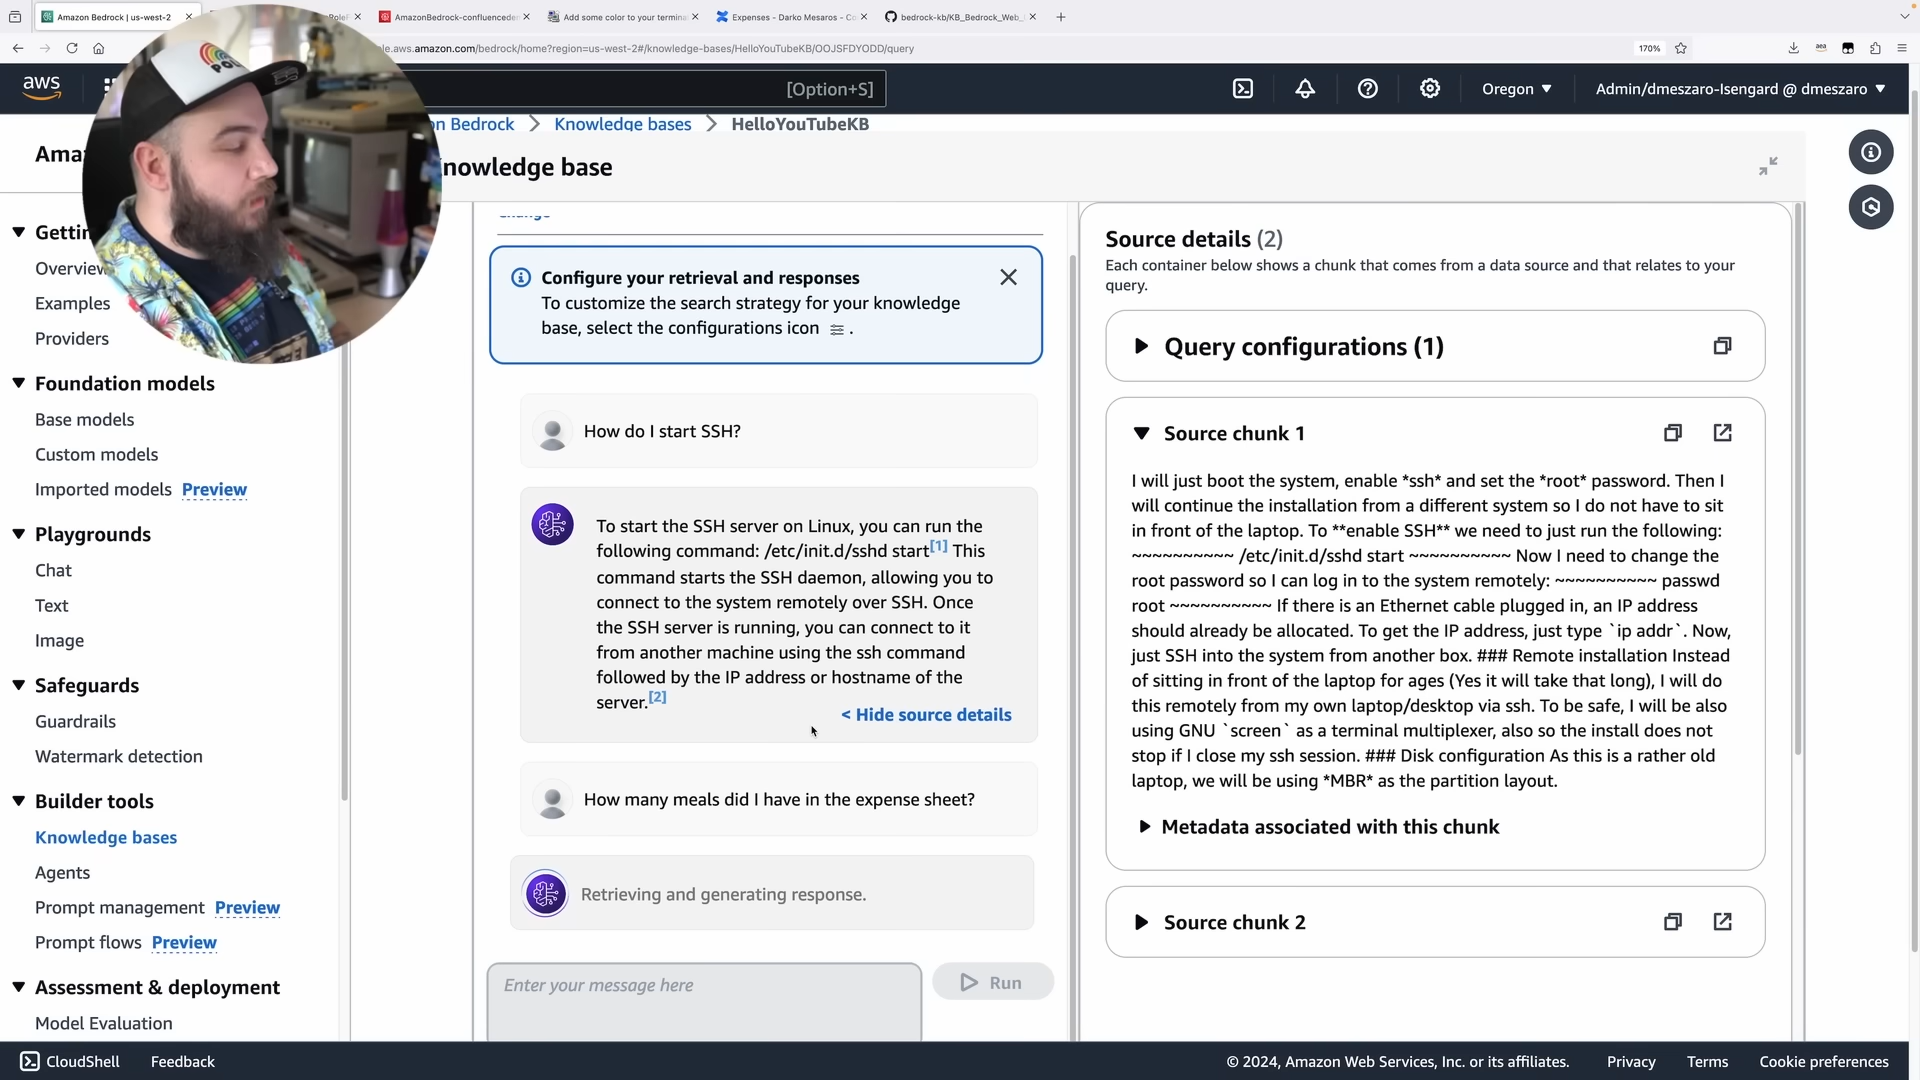 Amazon Bedrock | us-west-2
AmazonBedrock-confluencede
Add some color to your termina
Expenses - Darko Mesaros - Co
bedrock-kb/KB_Bedrock_Web_
le.aws.amazon.com/bedrock/home?region=us-west-2#/knowledge-bases/HelloYouTubeKB/OOJSFDYODD/query
170%
aws
[Option+S]
Oregon
Admin/dmeszaro-Isengard @ dmeszaro
on Bedrock
Knowledge bases
HelloYouTubeKB
Ama
nowledge base
Gettin
Overview
Examples
Providers
Foundation models
Base models
Custom models
Imported models Preview
Playgrounds
Chat
Text
Image
Safeguards
Guardrails
Watermark detection
Builder tools
Knowledge bases
Agents
Prompt management Preview
Prompt flows Preview
Assessment & deployment
Model Evaluation
Change
Configure your retrieval and responses
To customize the search strategy for your knowledge
base, select the configurations icon .
How do I start SSH?
To start the SSH server on Linux, you can run the
following command: /etc/init.d/sshd start[1] This
command starts the SSH daemon, allowing you to
connect to the system remotely over SSH. Once
the SSH server is running, you can connect to it
from another machine using the ssh command
followed by the IP address or hostname of the
server.[2]
< Hide source details
How many meals did I have in the expense sheet?
Retrieving and generating response.
Enter your message here
Run
Source details (2)
Each container below shows a chunk that comes from a data source and that relates to your
query.
Query configurations (1)
Source chunk 1
I will just boot the system, enable *ssh* and set the *root* password. Then I
will continue the installation from a different system so I do not have to sit
in front of the laptop. To **enable SSH** we need to just run the following:
~~~~~~~~~~ /etc/init.d/sshd start ~~~~~~~~~~ Now I need to change the
root password so I can log in to the system remotely: ~~~~~~~~~~ passwd
root ~~~~~~~~~~ If there is an Ethernet cable plugged in, an IP address
should already be allocated. To get the IP address, just type `ip addr`. Now,
just SSH into the system from another box. ### Remote installation Instead
of sitting in front of the laptop for ages (Yes it will take that long), I will do
this remotely from my own laptop/desktop via ssh. To be safe, I will be also
using GNU `screen` as a terminal multiplexer, also so the install does not
stop if I close my ssh session. ### Disk configuration As this is a rather old
laptop, we will be using *MBR* as the partition layout.
Metadata associated with this chunk
Source chunk 2
CloudShell
Feedback
© 2024, Amazon Web Services, Inc. or its affiliates.
Privacy
Terms
Cookie preferences